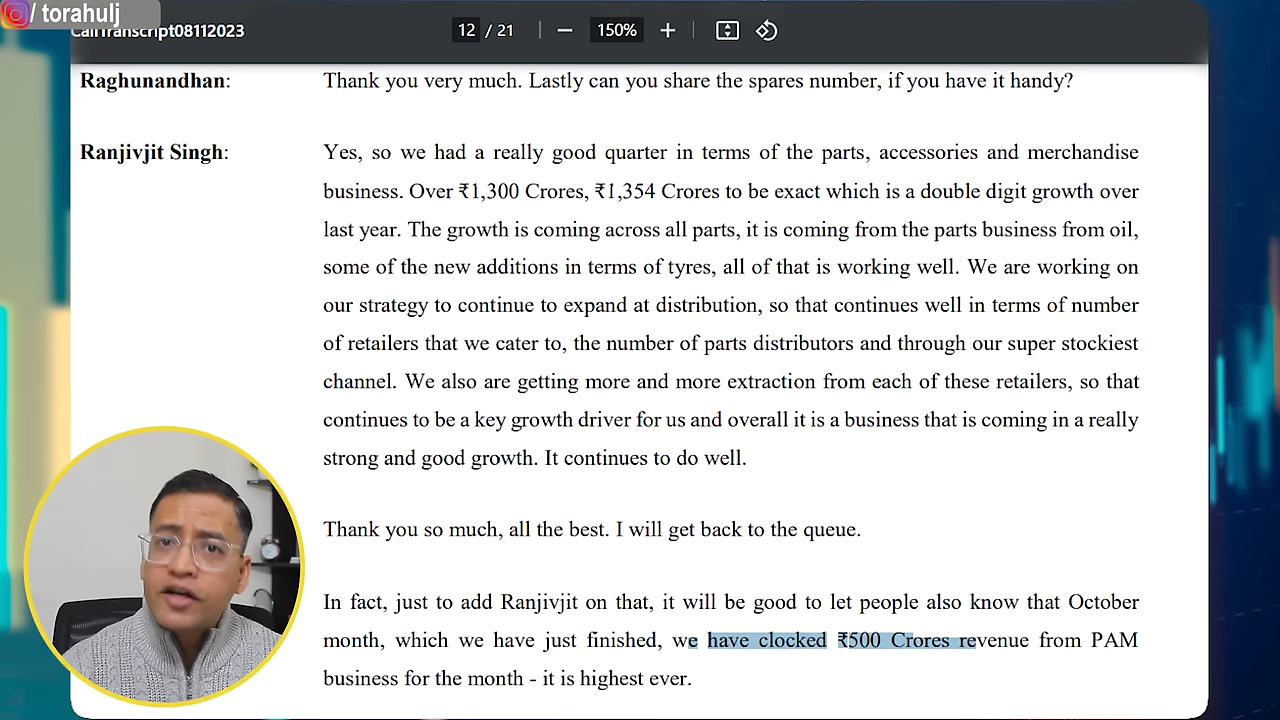 / torahulj
CallTranscript08112023
12 / 21
150%
Raghunandhan:
Thank you very much. Lastly can you share the spares number, if you have it handy?
Ranjivjit Singh:
Yes, so we had a really good quarter in terms of the parts, accessories and merchandise
business. Over ₹1,300 Crores, ₹1,354 Crores to be exact which is a double digit growth over
last year. The growth is coming across all parts, it is coming from the parts business from oil,
some of the new additions in terms of tyres, all of that is working well. We are working on
our strategy to continue to expand at distribution, so that continues well in terms of number
of retailers that we cater to, the number of parts distributors and through our super stockiest
channel. We also are getting more and more extraction from each of these retailers, so that
continues to be a key growth driver for us and overall it is a business that is coming in a really
strong and good growth. It continues to do well.
Thank you so much, all the best. I will get back to the queue.
In fact, just to add Ranjivjit on that, it will be good to let people also know that October
month, which we have just finished, we have clocked ₹500 Crores revenue from PAM
business for the month - it is highest ever.